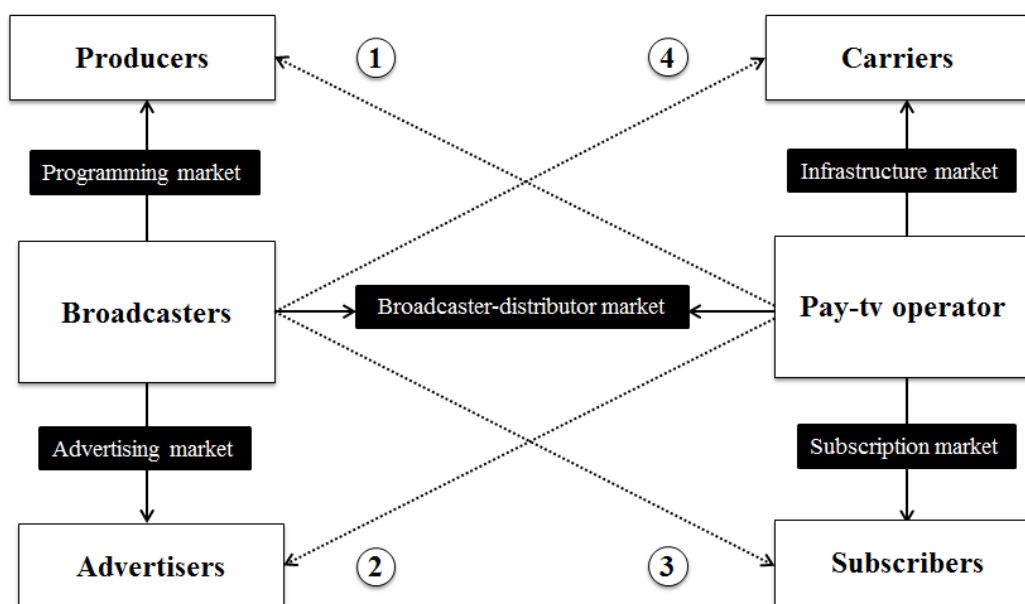 Producers
1
4
Carriers
Programming market
Infrastructure market
Broadcasters
Broadcaster-distributor market
Pay-tv operator
Advertising market
Subscription market
Advertisers
2
3
Subscribers